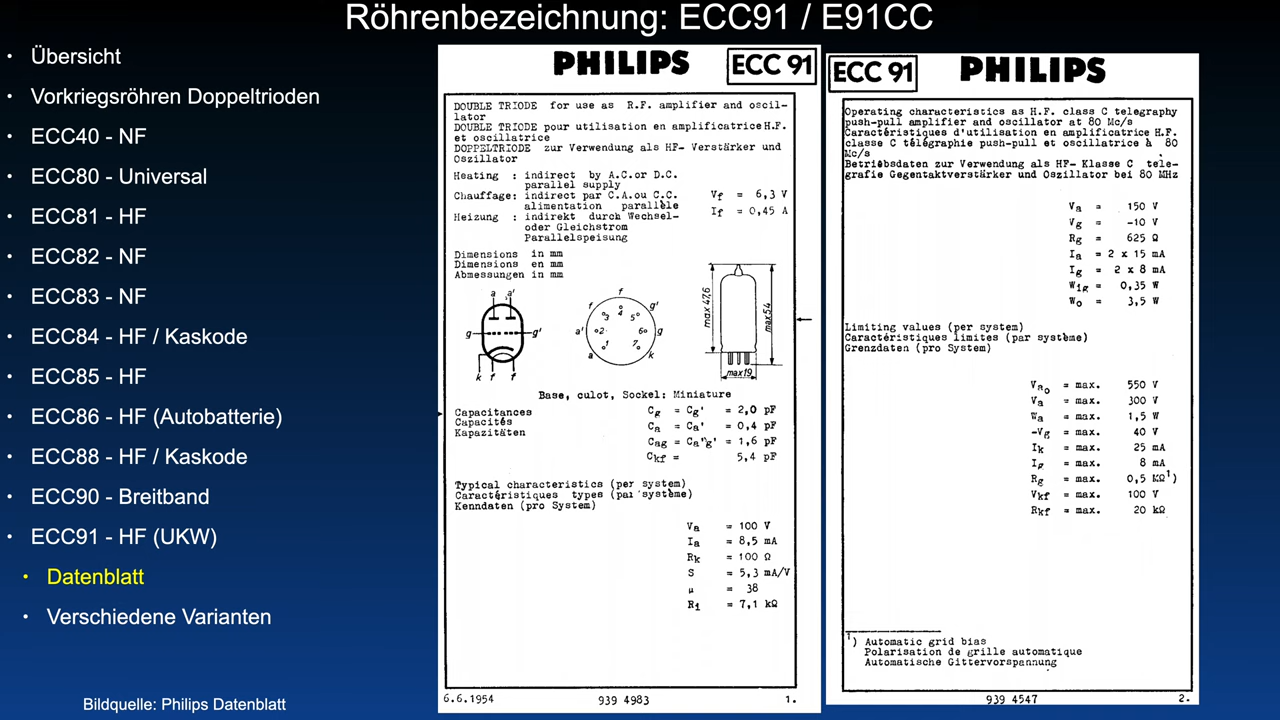 Röhrenbezeichnung: ECC91 / E91CC
• Übersicht
• Vorkriegsröhren Doppeltrioden
• ECC40 - NF
• ECC80 - Universal
• ECC81 - HF
• ECC82 - NF
• ECC83 - NF
• ECC84 - HF / Kaskode
• ECC85 - HF
• ECC86 - HF (Autobatterie)
• ECC88 - HF / Kaskode
• ECC90 - Breitband
• ECC91 - HF (UKW)
• Datenblatt
• Verschiedene Varianten
Bildquelle: Philips Datenblatt
PHILIPS ECC 91
DOUBLE TRIODE for use as R.F. amplifier and oscil-
lator
DOUBLE TRIODE pour utilisation en amplificatrice H.F.
et oscillatrice
DOPPELTRIODE zur Verwendung als HF- Verstärker und
Oszillator
Heating : indirect by A.C. or D.C.
parallel supply
Chauffage: indirect par C.A. ou C.C.
alimentation parallèle
Heizung : indirekt durch Wechsel-
oder Gleichstrom
Parallelspeisung
Vf = 6,3 V
If = 0,45 A
Dimensions in mm
Dimensions en mm
Abmessungen in mm
a a'
g g'
k f f
f
f g'
3 4 5
a' 2 6 g
1 7
a k
max 47,6
max 54
max 19
Base, culot, Sockel: Miniature
Capacitances
Capacités
Kapazitäten
Cg = Cg' = 2,0 pF
Ca = Ca' = 0,4 pF
Cag = Ca'g' = 1,6 pF
Ckf = 5,4 pF
Typical characteristics (per system)
Caractéristiques types (par système)
Kenndaten (pro System)
Va = 100 V
Ia = 8,5 mA
Rk = 100 Ω
S = 5,3 mA/V
μ = 38
Ri = 7,1 kΩ
6.6.1954 939 4983 1.
ECC 91 PHILIPS
Operating characteristics as H.F. class C telegraphy
push-pull amplifier and oscillator at 80 Mc/s
Caractéristiques d'utilisation en amplificatrice H.F.
classe C télégraphie push-pull et oscillatrice à 80
Mc/s
Betriebsdaten zur Verwendung als HF- Klasse C tele-
grafie Gegentaktverstärker und Oszillator bei 80 MHz
Va = 150 V
Vg = -10 V
Rg = 625 Ω
Ia = 2 x 15 mA
Ig = 2 x 8 mA
Wig = 0,35 W
Wo = 3,5 W
Limiting values (per system)
Caractéristiques limites (par système)
Grenzdaten (pro System)
Vao = max. 550 V
Va = max. 300 V
Wa = max. 1,5 W
-Vg = max. 40 V
Ik = max. 25 mA
Ig = max. 8 mA
Rg = max. 0,5 KΩ¹)
Vkf = max. 100 V
Rkf = max. 20 kΩ
¹) Automatic grid bias
Polarisation de grille automatique
Automatische Gittervorspannung
939 4547 2.